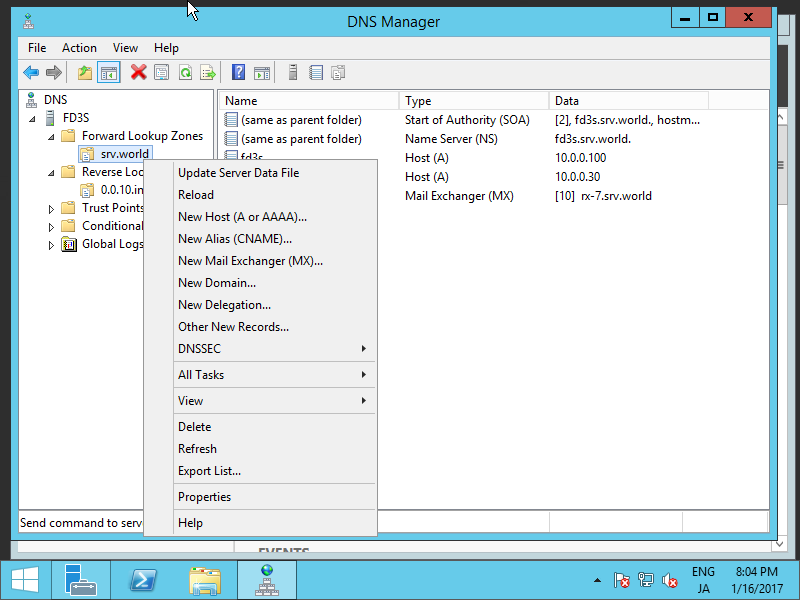 DNS Manager
File Action View Help
DNS
FD3S
Forward Lookup Zones
srv.world
Reverse Loo
0.0.10.in
Trust Points
Conditional
Global Logs
Name Type Data
(same as parent folder) Start of Authority (SOA) [2], fd3s.srv.world., hostm...
(same as parent folder) Name Server (NS) fd3s.srv.world.
fd3s Host (A) 10.0.0.100
Host (A) 10.0.0.30
Mail Exchanger (MX) [10] rx-7.srv.world
Update Server Data File
Reload
New Host (A or AAAA)...
New Alias (CNAME)...
New Mail Exchanger (MX)...
New Domain...
New Delegation...
Other New Records...
DNSSEC
All Tasks
View
Delete
Refresh
Export List...
Properties
Help
Send command to serv
EVENTS
ENG
JA
8:04 PM
1/16/2017